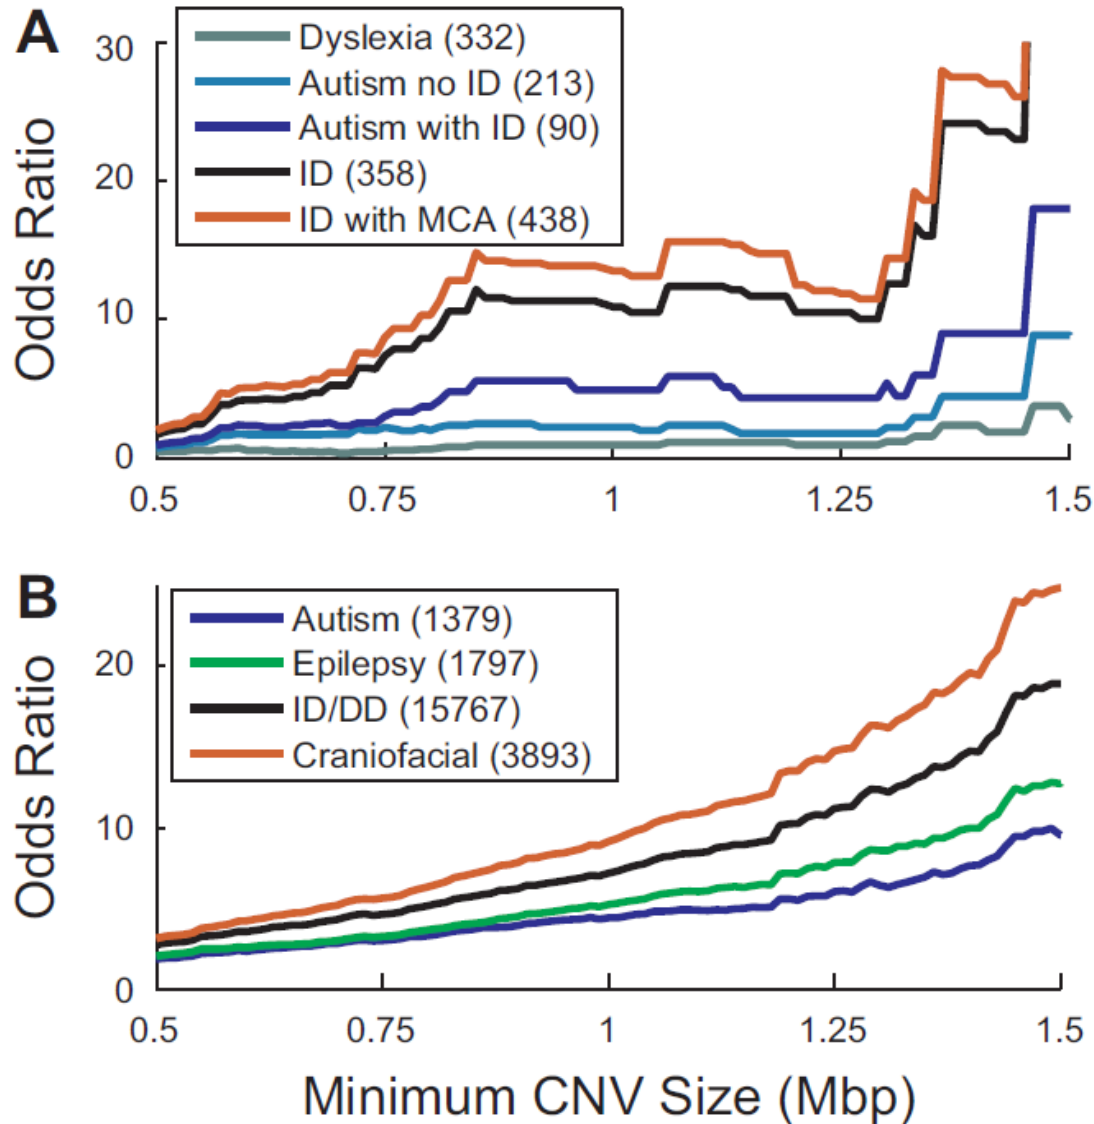 A
Odds Ratio
30
20
10
0
Dyslexia (332)
Autism no ID (213)
Autism with ID (90)
ID (358)
ID with MCA (438)
0.5
0.75
1
1.25
1.5
B
Odds Ratio
20
10
0
Autism (1379)
Epilepsy (1797)
ID/DD (15767)
Craniofacial (3893)
0.5
0.75
1
1.25
1.5
Minimum CNV Size (Mbp)